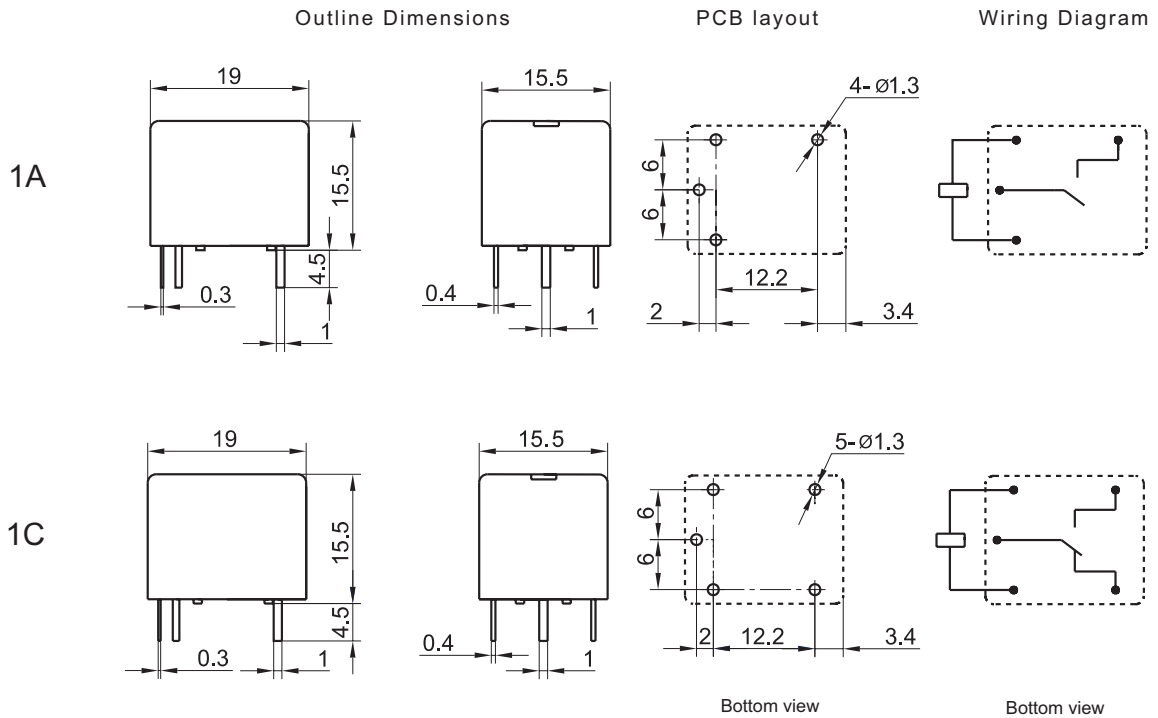 Outline Dimensions
PCB layout
Wiring Diagram
1A
19
15.5
4.5
0.3
1
15.5
0.4
1
4- Ø1.3
6
6
12.2
2
3.4
1C
19
15.5
4.5
0.3
1
15.5
0.4
1
5- Ø1.3
6
6
2
12.2
3.4
Bottom view
Bottom view